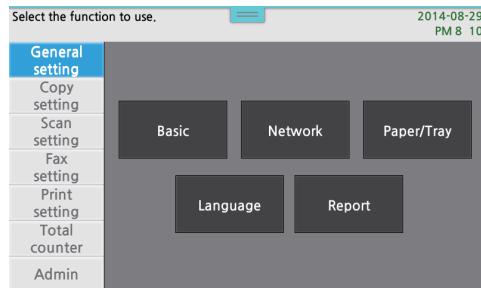 Select the function to use.
2014-08-29
PM 8 10
General
setting
Copy
setting
Scan
setting
Fax
setting
Print
setting
Total
counter
Admin
Basic
Network
Paper/Tray
Language
Report